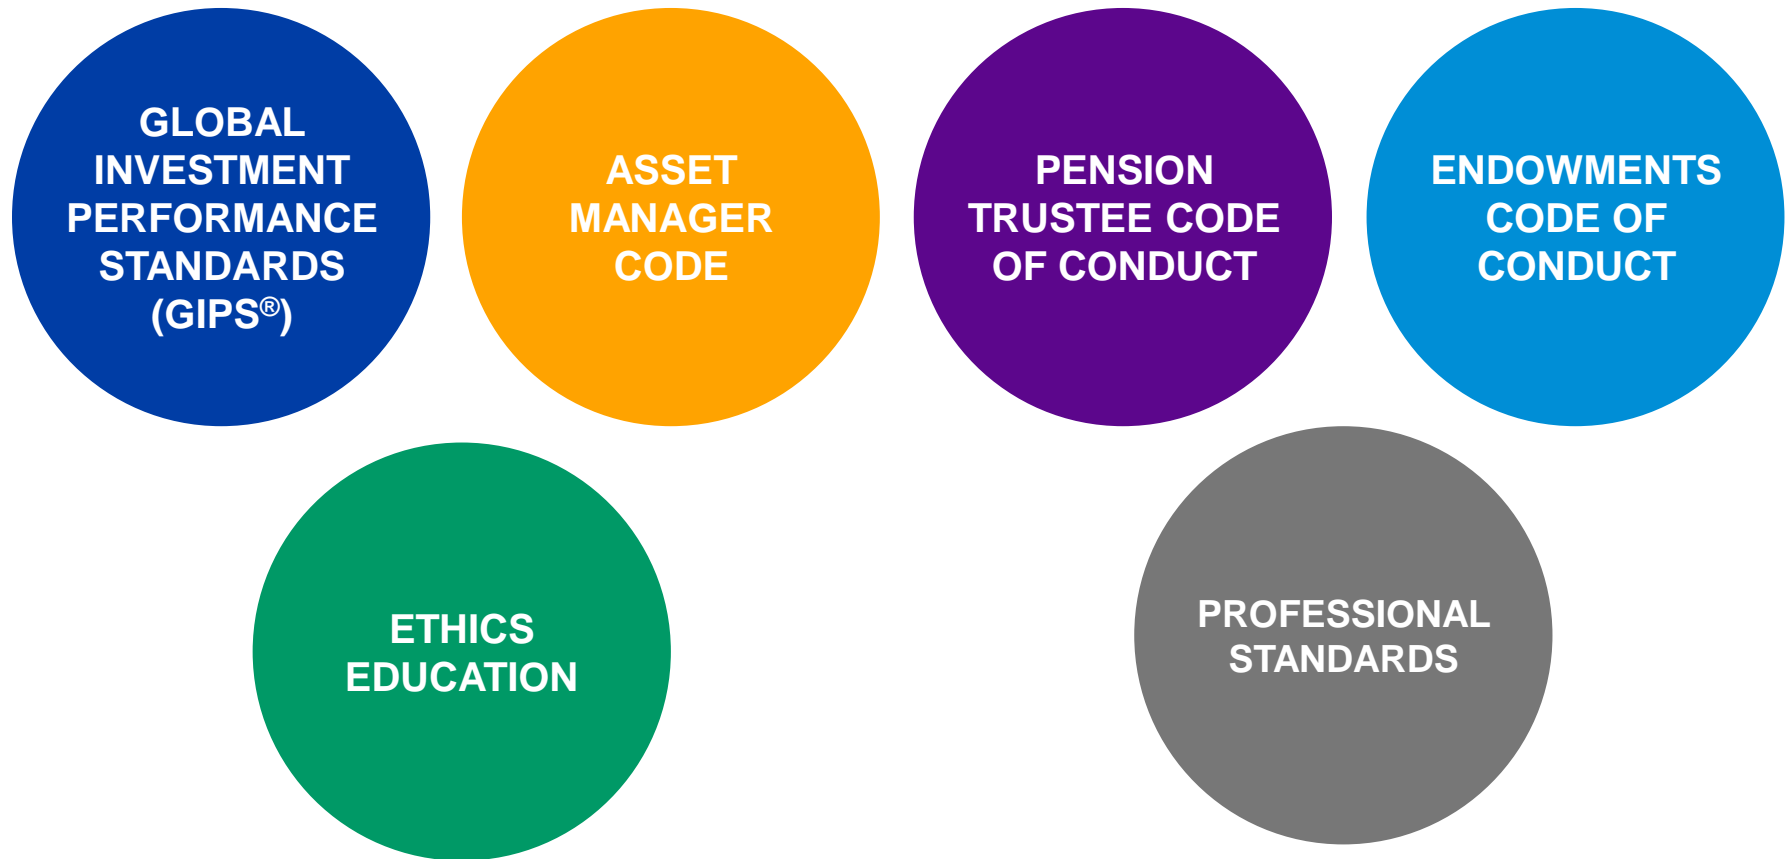 GLOBAL
INVESTMENT
PERFORMANCE
STANDARDS
(GIPS®)
ASSET
MANAGER
CODE
PENSION
TRUSTEE CODE
OF CONDUCT
ENDOWMENTS
CODE OF
CONDUCT
ETHICS
EDUCATION
PROFESSIONAL
STANDARDS